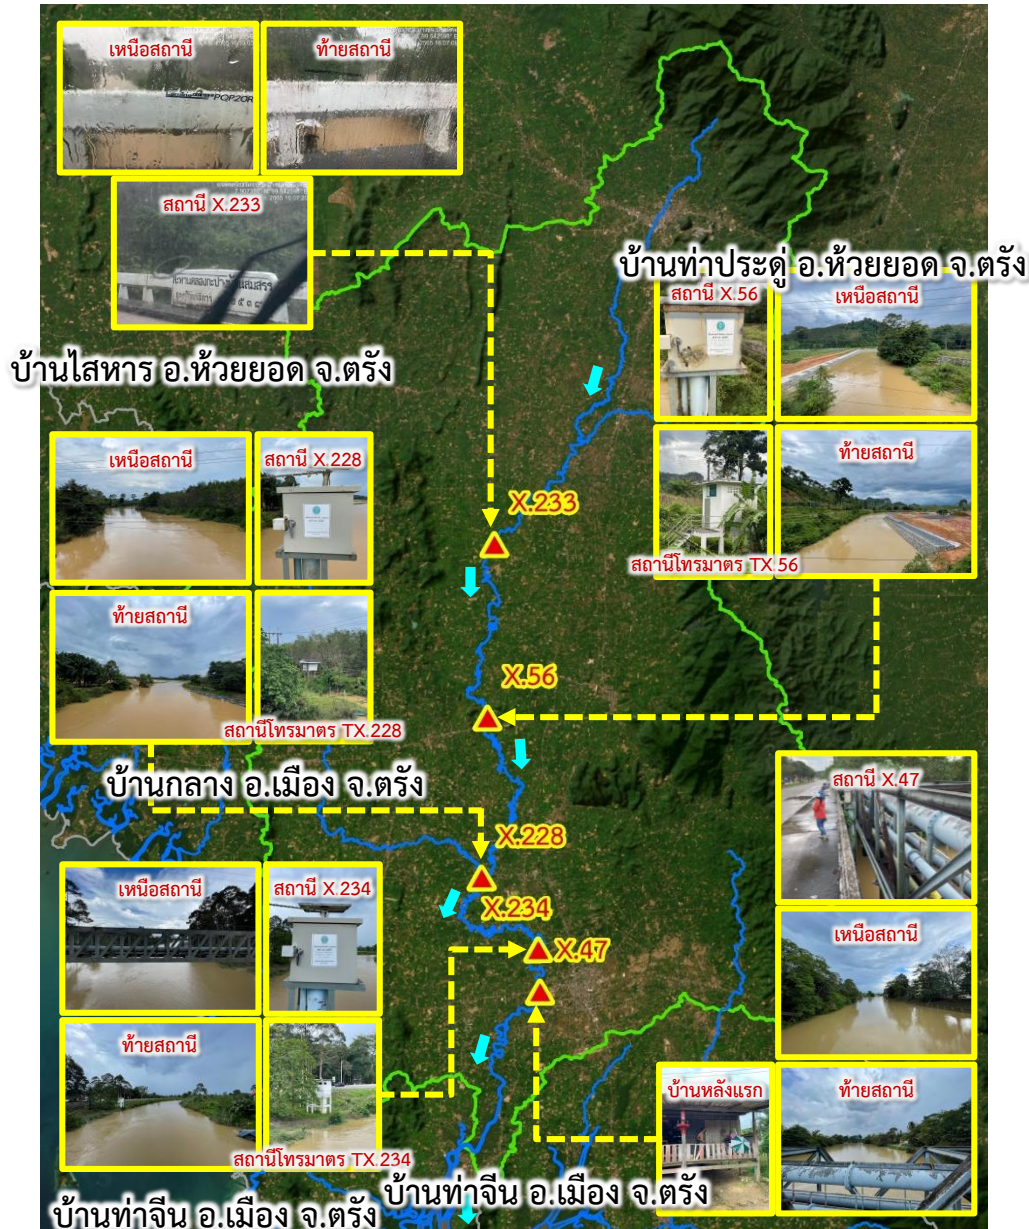 เหนือสถานี
ท้ายสถานี
สถานี X.233
บ้านไสหาร อ.ห้วยยอด จ.ตรัง
บ้านท่าประดู่ อ.ห้วยยอด จ.ตรัง
สถานี X.56
เหนือสถานี
ท้ายสถานี
สถานีโทรมาตร TX.56
เหนือสถานี
สถานี X.228
ท้ายสถานี
สถานีโทรมาตร TX.228
บ้านกลาง อ.เมือง จ.ตรัง
X.233
X.56
X.228
X.234
X.47
สถานี X.47
เหนือสถานี
บ้านหลังแรก
ท้ายสถานี
เหนือสถานี
สถานี X.234
ท้ายสถานี
สถานีโทรมาตร TX.234
บ้านท่าจีน อ.เมือง จ.ตรัง
บ้านท่าจีน อ.เมือง จ.ตรัง